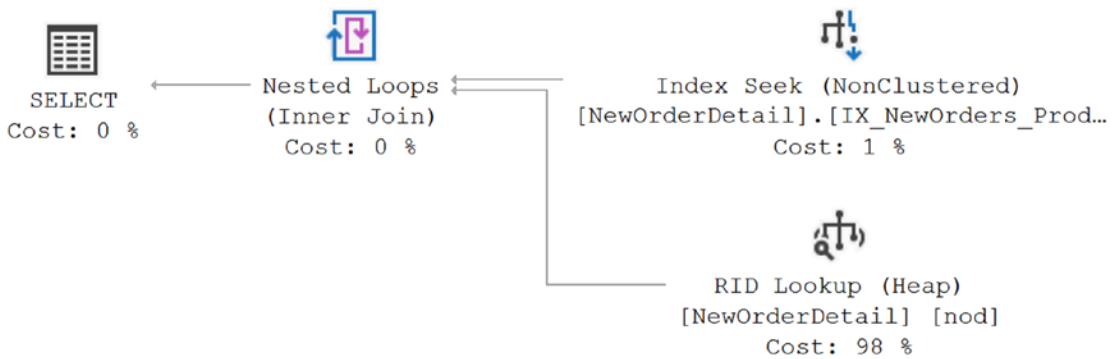 SELECT
Cost: 0 %
Nested Loops
(Inner Join)
Cost: 0 %
Index Seek (NonClustered)
[NewOrderDetail].[IX_NewOrders_Prod…
Cost: 1 %
RID Lookup (Heap)
[NewOrderDetail] [nod]
Cost: 98 %